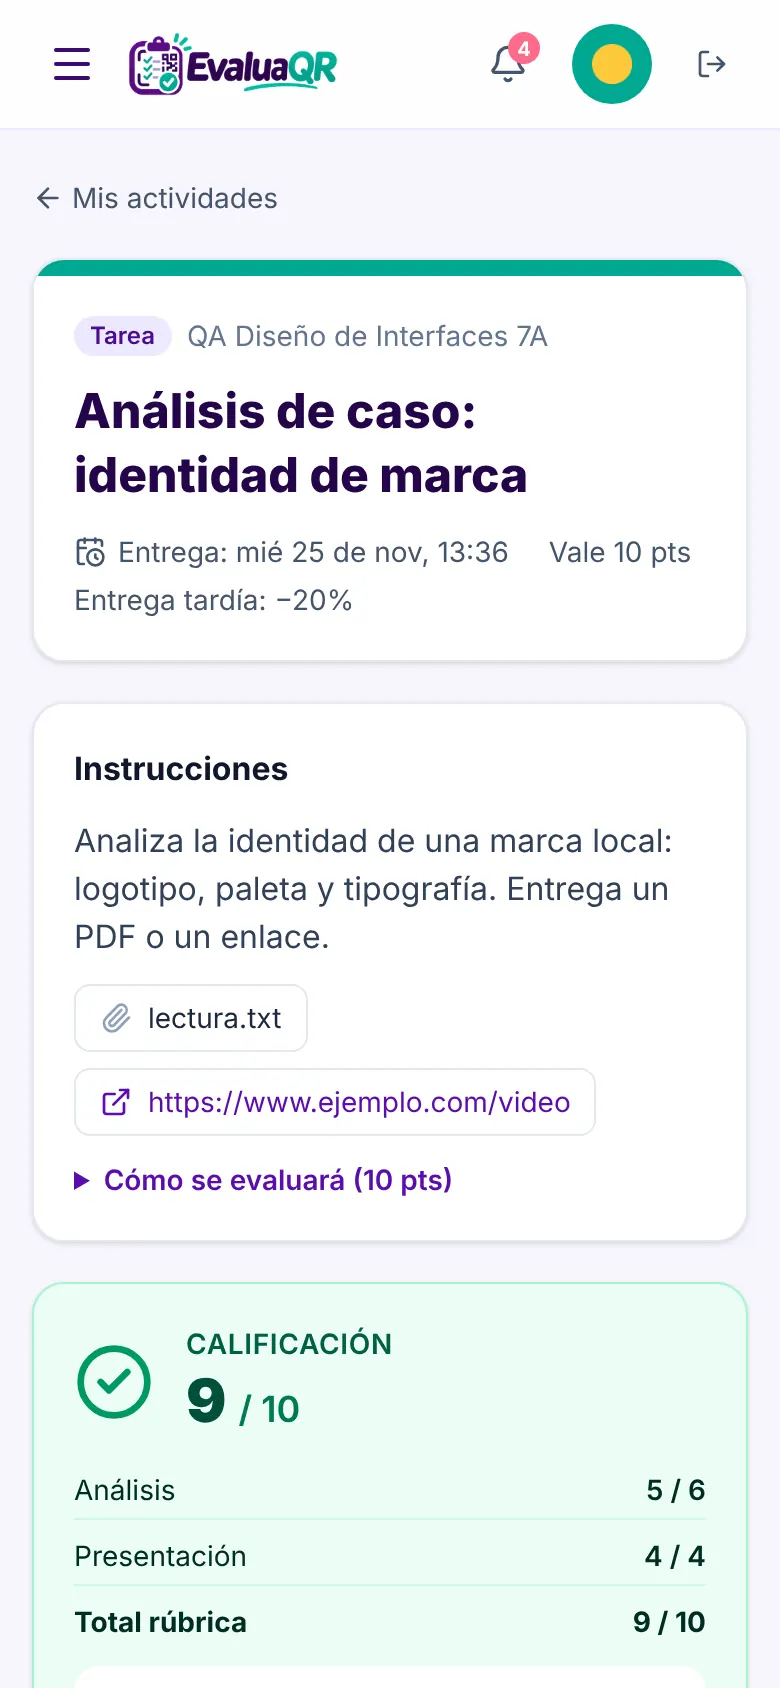 EvaluaQR
4
← Mis actividades
Tarea QA Diseño de Interfaces 7A
Análisis de caso:
identidad de marca
Entrega: mié 25 de nov, 13:36 Vale 10 pts
Entrega tardía: −20%
Instrucciones
Analiza la identidad de una marca local:
logotipo, paleta y tipografía. Entrega un
PDF o un enlace.
lectura.txt
https://www.ejemplo.com/video
▶ Cómo se evaluará (10 pts)
CALIFICACIÓN
9 / 10
Análisis 5 / 6
Presentación 4 / 4
Total rúbrica 9 / 10